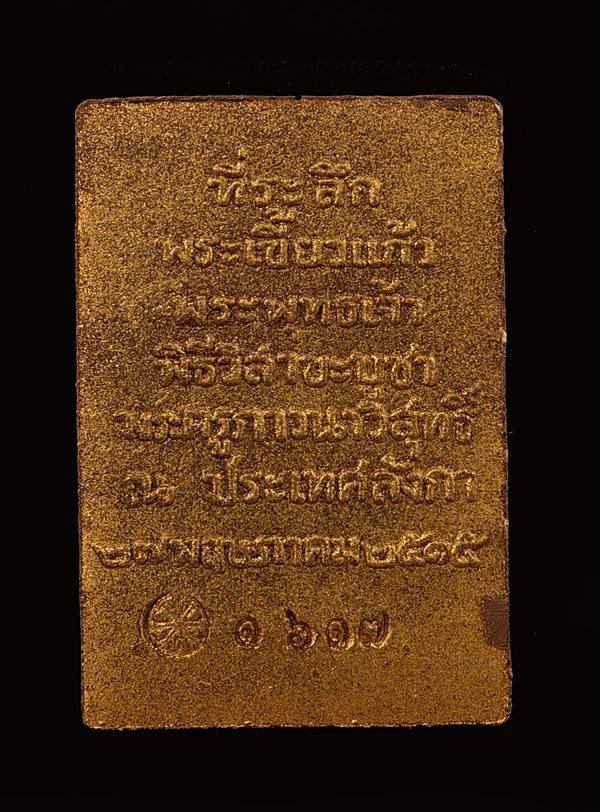 ที่ระลึก
พระเขี้ยวแก้ว
พระพุทธเจ้า
พิธีวิสาขะบูชา
พระครูภาวนาวิสุทธิ์
ณ ประเทศลังกา
๒๗พฤษภาคม๒๕๑๕
๑ ๖๑๗